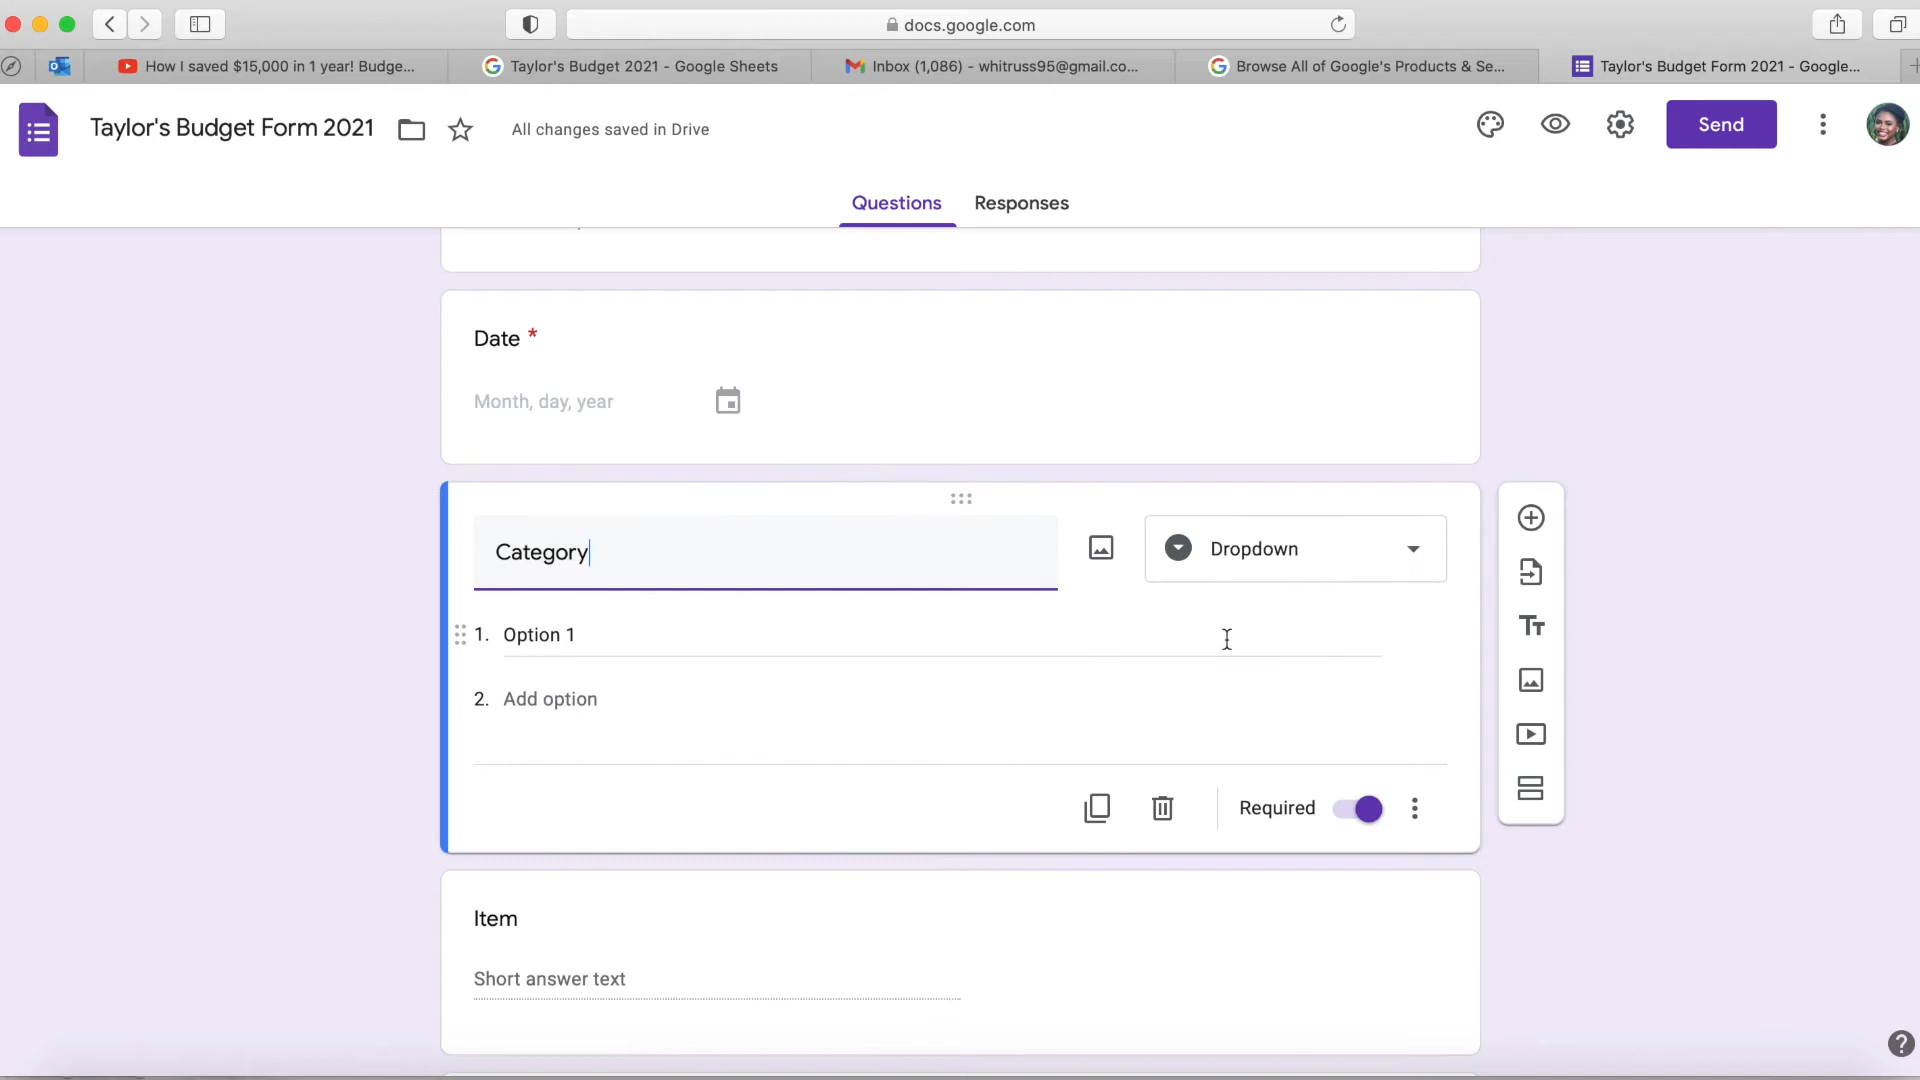 docs.google.com
How I saved $15,000 in 1 year! Budge...
Taylor's Budget 2021 - Google Sheets
Inbox (1,086) - whitruss95@gmail.co...
Browse All of Google's Products & Se...
Taylor's Budget Form 2021 - Google...
Taylor's Budget Form 2021
All changes saved in Drive
Send
Questions
Responses
Date *
Month, day, year
Category
Dropdown
1. Option 1
2. Add option
Required
Item
Short answer text